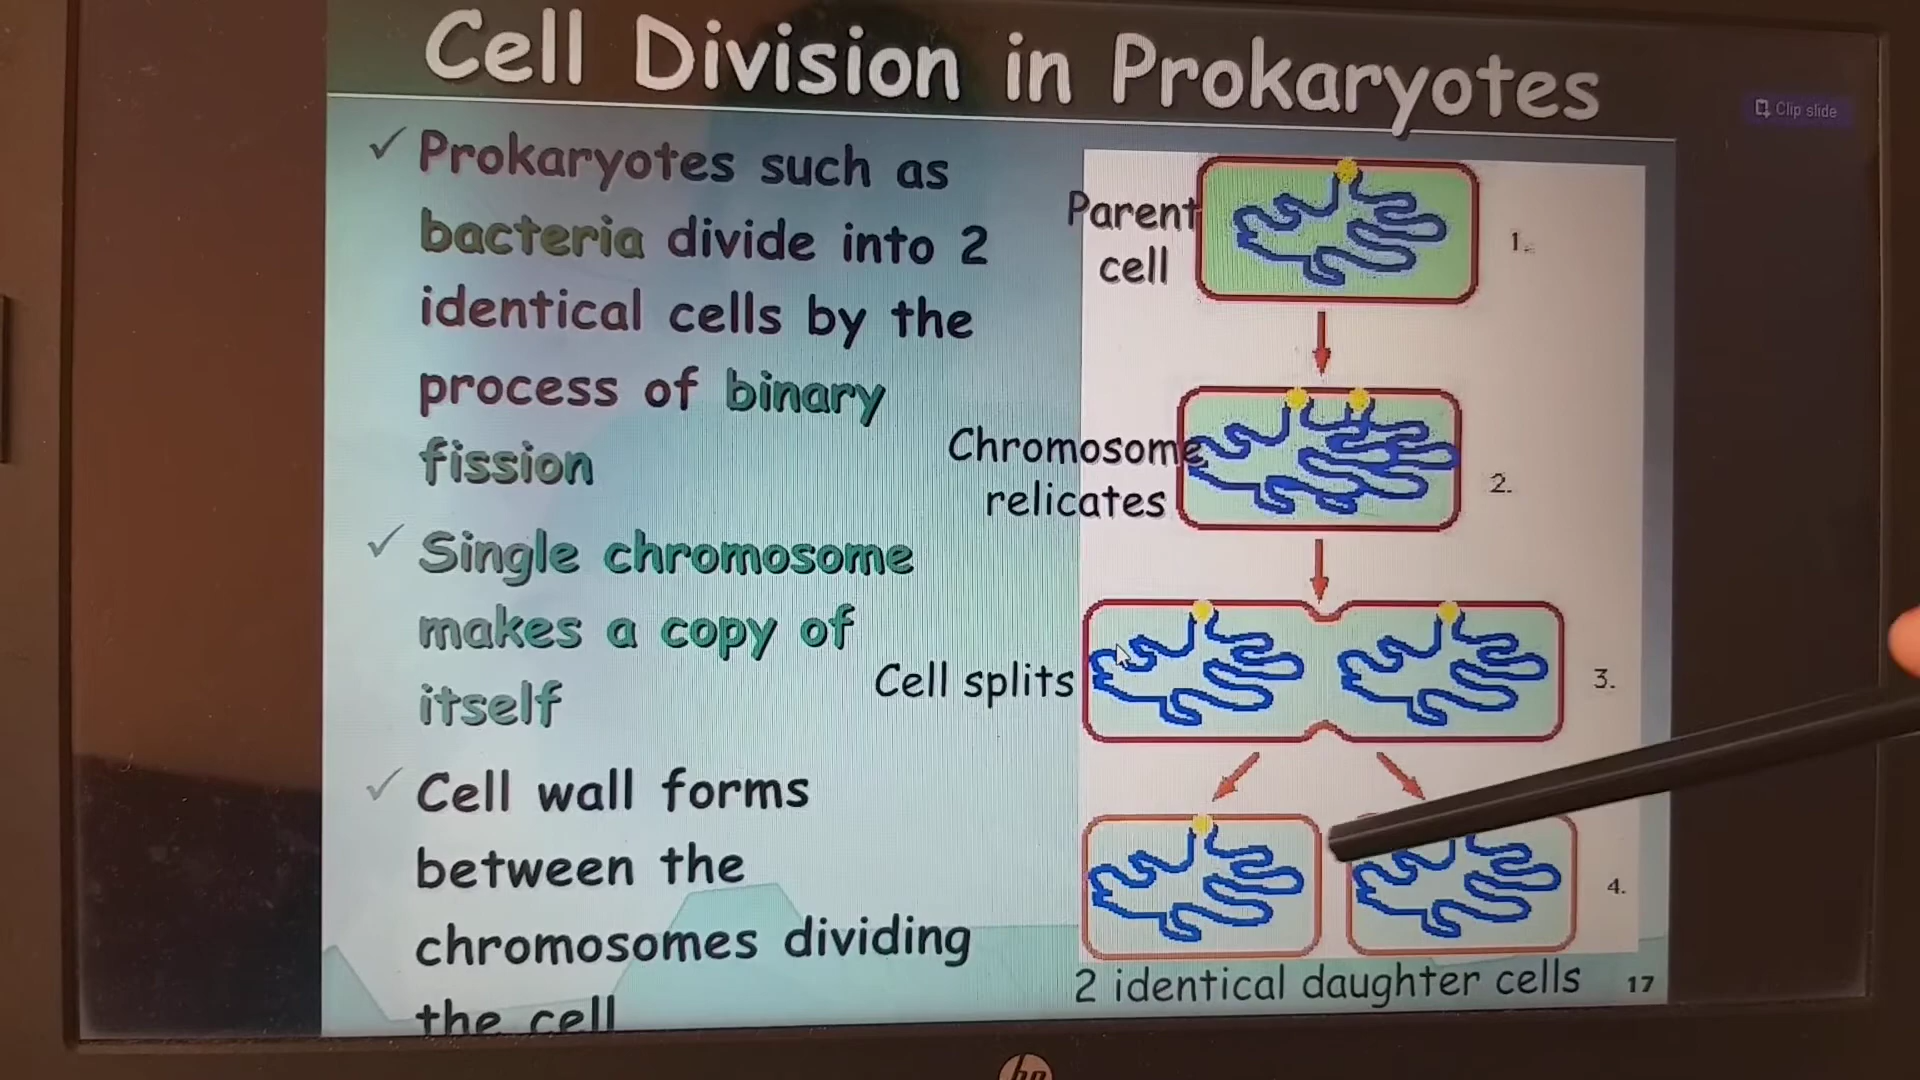 Cell Division in Prokaryotes
Clip slide
✓ Prokaryotes such as
bacteria divide into 2
identical cells by the
process of binary
fission
✓ Single chromosome
makes a copy of
itself
✓ Cell wall forms
between the
chromosomes dividing
the cell
Parent
cell
1.
Chromosome
relicates
2.
Cell splits
3.
4.
2 identical daughter cells
17
hp